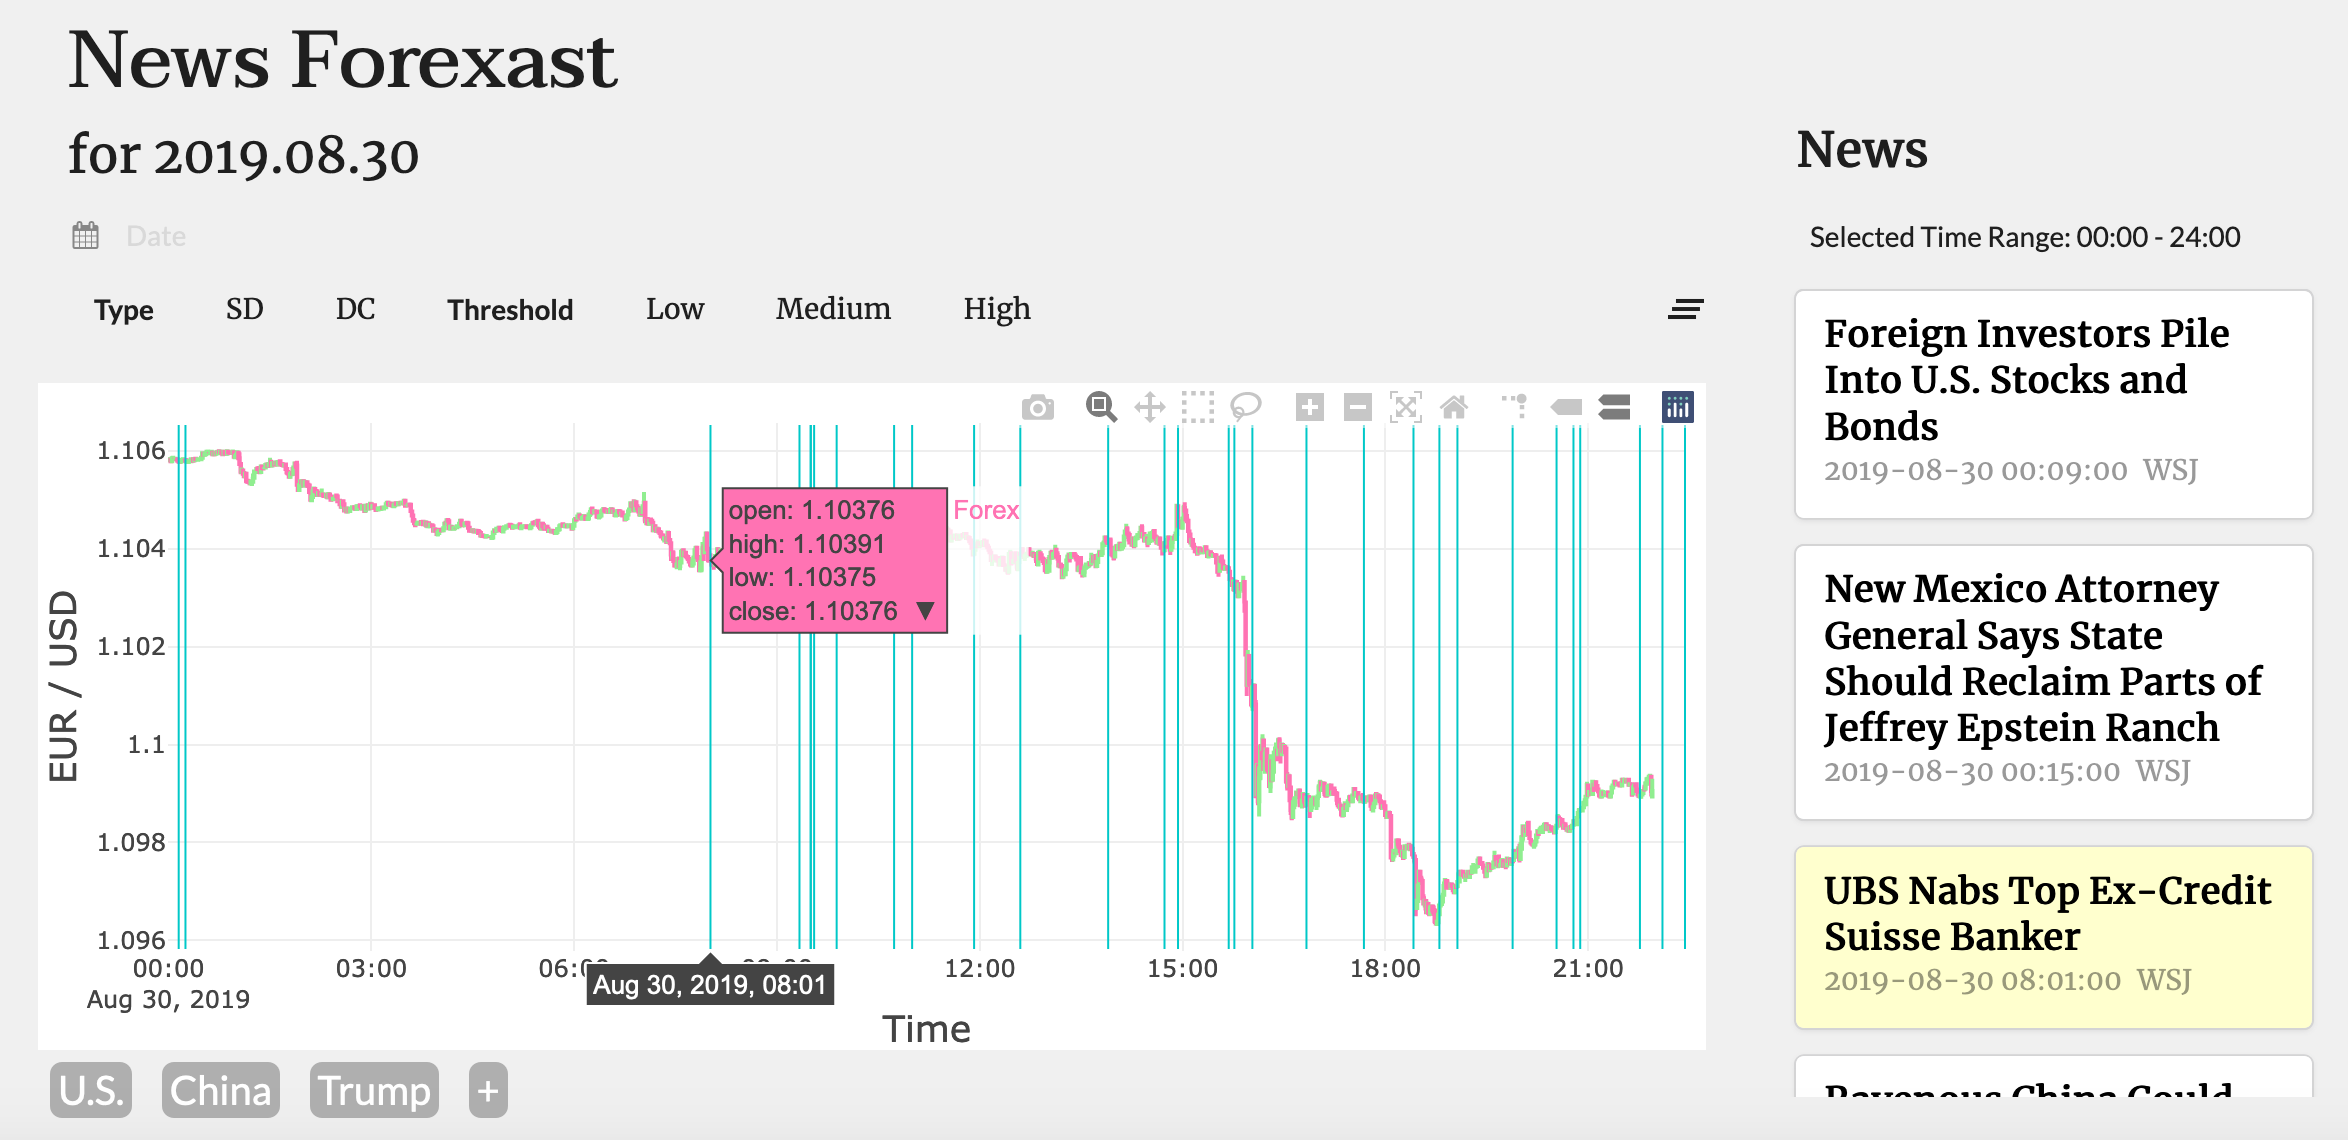 News Forexast
for 2019.08.30
Date
Type SD DC Threshold Low Medium High
1.106
1.104
1.102
1.1
1.098
1.096
EUR / USD
open: 1.10376
high: 1.10391
low: 1.10375
close: 1.10376 ▼
Forex
00:00 03:00 12:00 15:00 18:00 21:00
Aug 30, 2019
Aug 30, 2019, 08:01
Time
U.S. China Trump +
News
Selected Time Range: 00:00 - 24:00
Foreign Investors Pile
Into U.S. Stocks and
Bonds
2019-08-30 00:09:00 WSJ
New Mexico Attorney
General Says State
Should Reclaim Parts of
Jeffrey Epstein Ranch
2019-08-30 00:15:00 WSJ
UBS Nabs Top Ex-Credit
Suisse Banker
2019-08-30 08:01:00 WSJ
Ravenous China Could